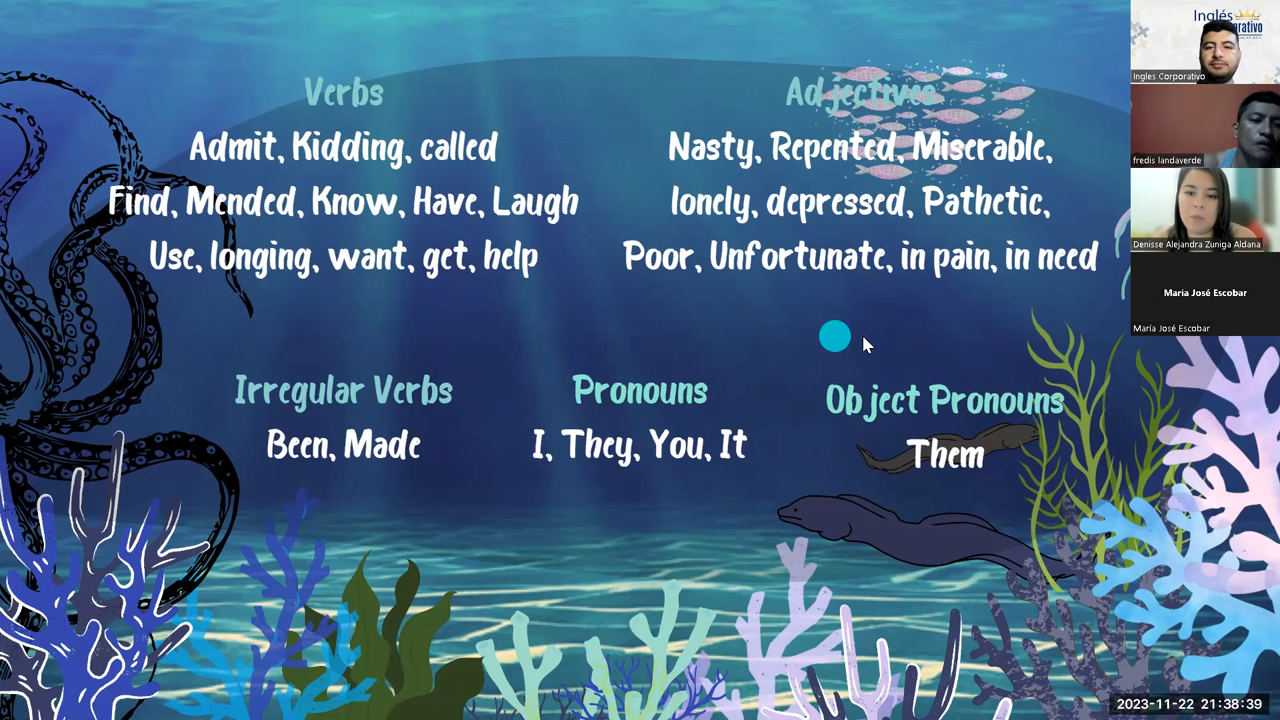 Verbs
Admit, Kidding, called
Find, Mended, Know, Have, Laugh
Use, longing, want, get, help
Adjectives
Nasty, Repented, Miserable,
lonely, depressed, Pathetic,
Poor, Unfortunate, in pain, in need
Irregular Verbs
Been, Made
Pronouns
I, They, You, It
Object Pronouns
Them
Inglés
Ingles Corporativo
fredis landaverde
Denisse Alejandra Zuniga Aldana
Maria José Escobar
María José Escobar
2023-11-22 21:38:39